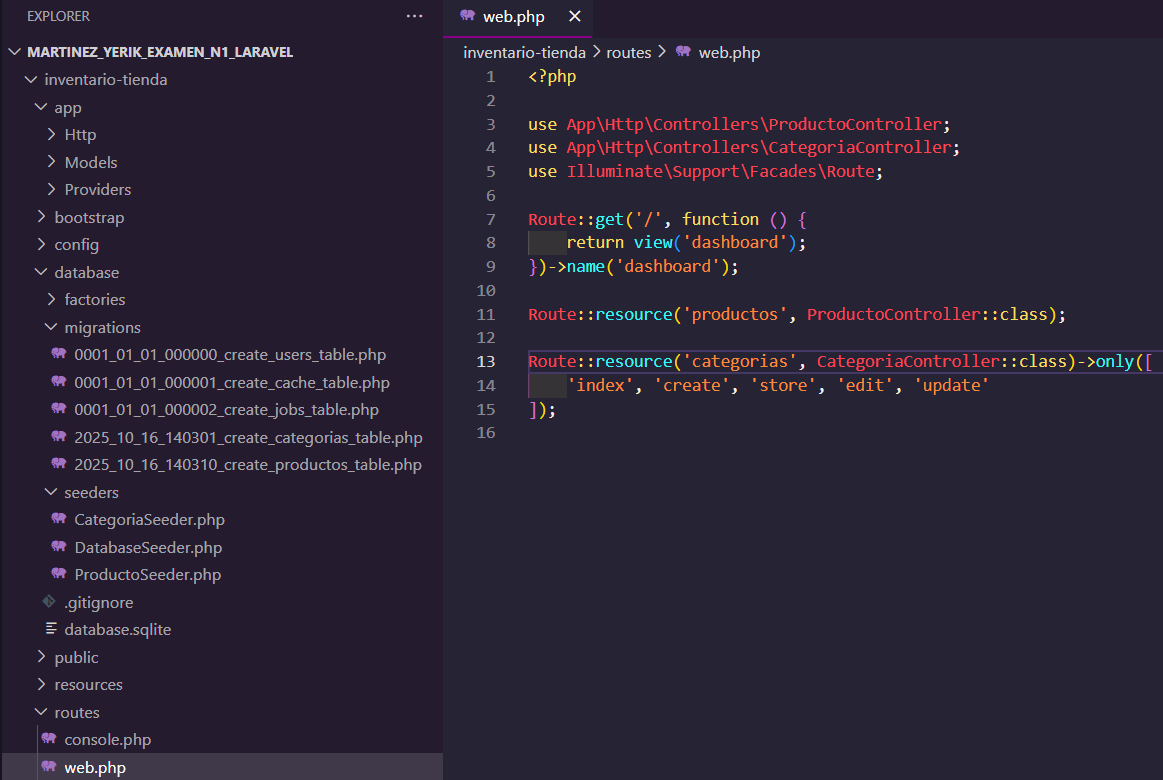 EXPLORER
MARTINEZ_YERIK_EXAMEN_N1_LARAVEL
inventario-tienda
app
Http
Models
Providers
bootstrap
config
database
factories
migrations
0001_01_01_000000_create_users_table.php
0001_01_01_000001_create_cache_table.php
0001_01_01_000002_create_jobs_table.php
2025_10_16_140301_create_categorias_table.php
2025_10_16_140310_create_productos_table.php
seeders
CategoriaSeeder.php
DatabaseSeeder.php
ProductoSeeder.php
.gitignore
database.sqlite
public
resources
routes
console.php
web.php
web.php
inventario-tienda > routes > web.php
1 <?php
2
3 use App\Http\Controllers\ProductoController;
4 use App\Http\Controllers\CategoriaController;
5 use Illuminate\Support\Facades\Route;
6
7 Route::get('/', function () {
8     return view('dashboard');
9 })->name('dashboard');
10
11 Route::resource('productos', ProductoController::class);
12
13 Route::resource('categorias', CategoriaController::class)->only([
14     'index', 'create', 'store', 'edit', 'update'
15 ]);
16